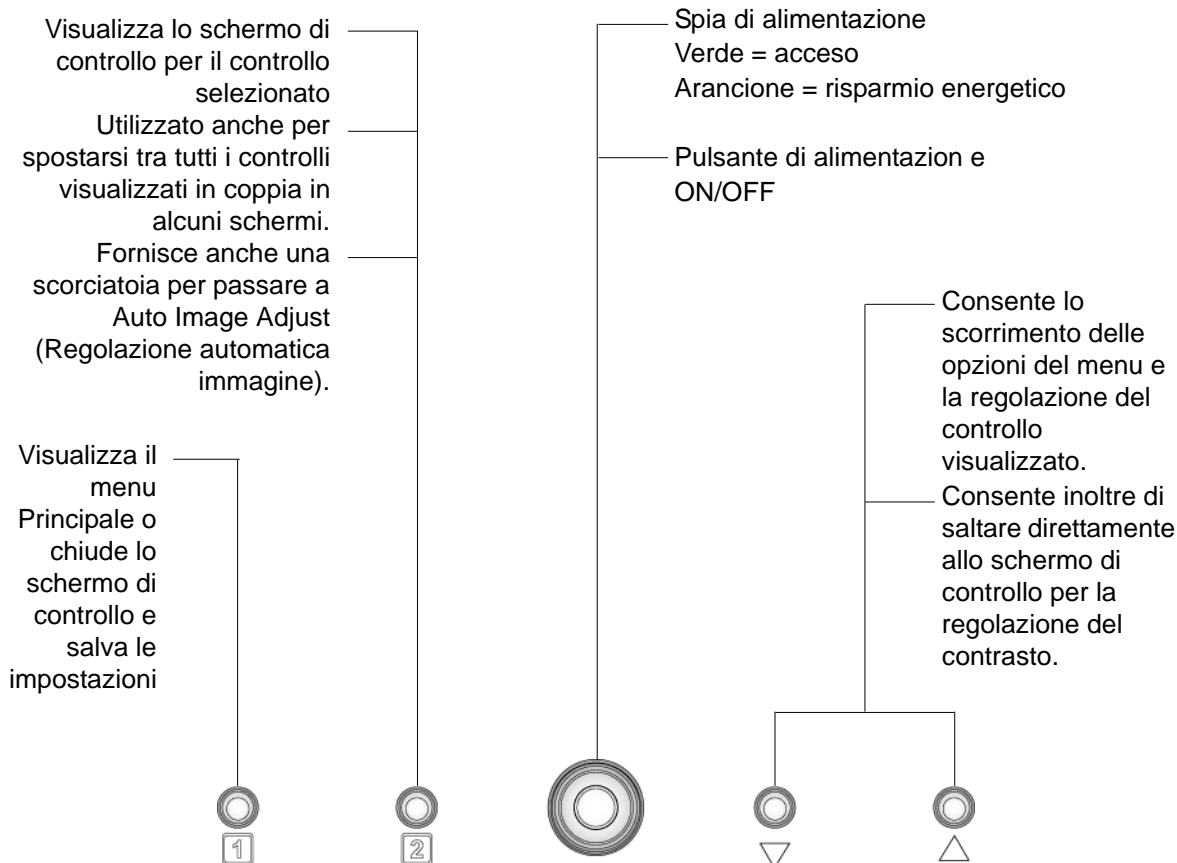 Visualizza lo schermo di
controllo per il controllo
selezionato
Utilizzato anche per
spostarsi tra tutti i controlli
visualizzati in coppia in
alcuni schermi.
Fornisce anche una
scorciatoia per passare a
Auto Image Adjust
(Regolazione automatica
immagine).
Visualizza il
menu
Principale o
chiude lo
schermo di
controllo e
salva le
impostazioni
Spia di alimentazione
Verde = acceso
Arancione = risparmio energetico
Pulsante di alimentazion e
ON/OFF
Consente lo
scorrimento delle
opzioni del menu e
la regolazione del
controllo
visualizzato.
Consente inoltre di
saltare direttamente
allo schermo di
controllo per la
regolazione del
contrasto.
1
2